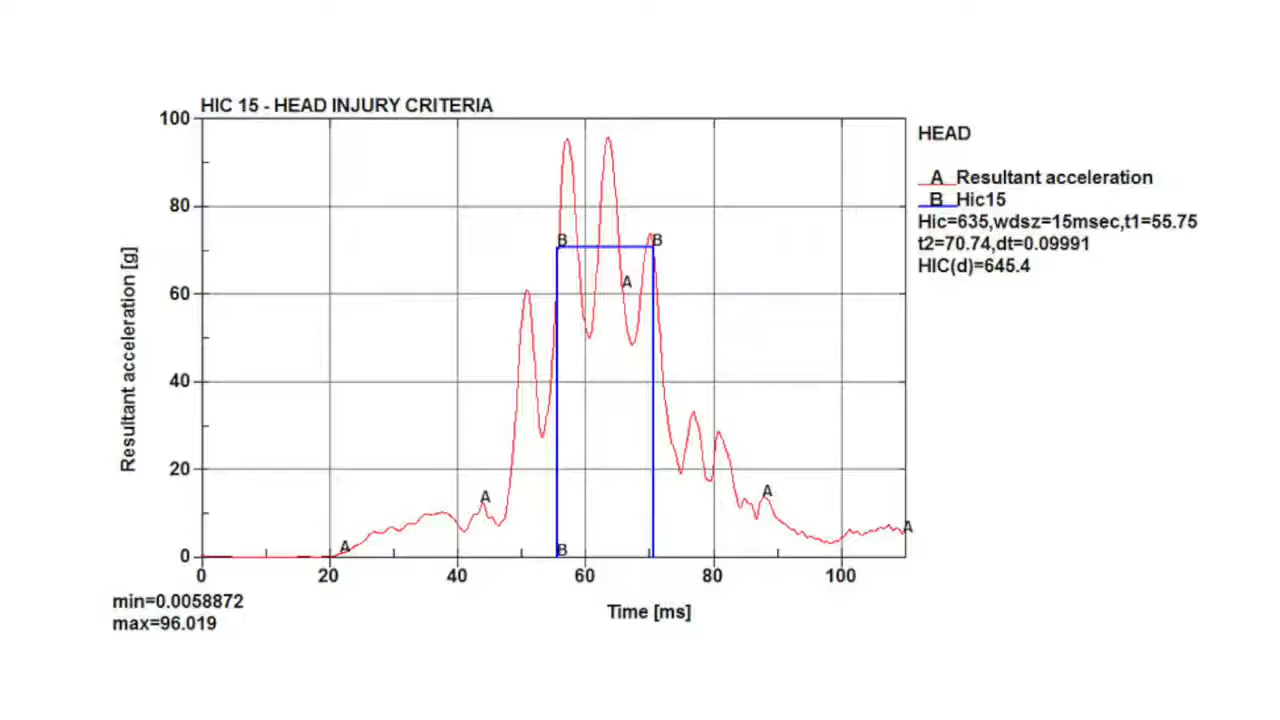 HIC 15 - HEAD INJURY CRITERIA
100
80
60
40
20
0
Resultant acceleration [g]
B
B
A
A
A
B
A
A
0
20
40
60
80
100
Time [ms]
min=0.0058872
max=96.019
HEAD
A Resultant acceleration
B Hic15
Hic=635,wdsz=15msec,t1=55.75
t2=70.74,dt=0.09991
HIC(d)=645.4